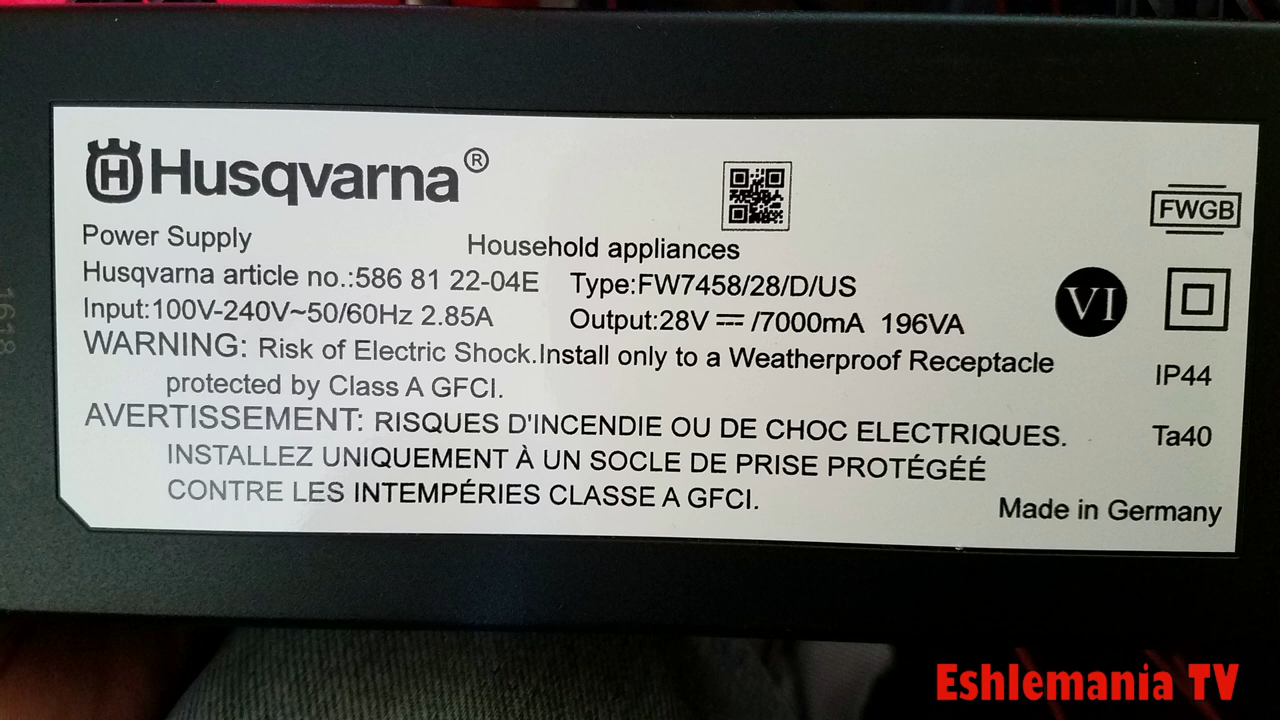 Husqvarna®
FWGB
Power Supply Household appliances
Husqvarna article no.:586 81 22-04E Type:FW7458/28/D/US
Input:100V-240V~50/60Hz 2.85A Output:28V ⎓ /7000mA 196VA
VI
WARNING: Risk of Electric Shock.Install only to a Weatherproof Receptacle
protected by Class A GFCI.
IP44
AVERTISSEMENT: RISQUES D'INCENDIE OU DE CHOC ELECTRIQUES.
Ta40
INSTALLEZ UNIQUEMENT À UN SOCLE DE PRISE PROTÉGÉÉ
CONTRE LES INTEMPÉRIES CLASSE A GFCI.
Made in Germany
Eshlemania TV